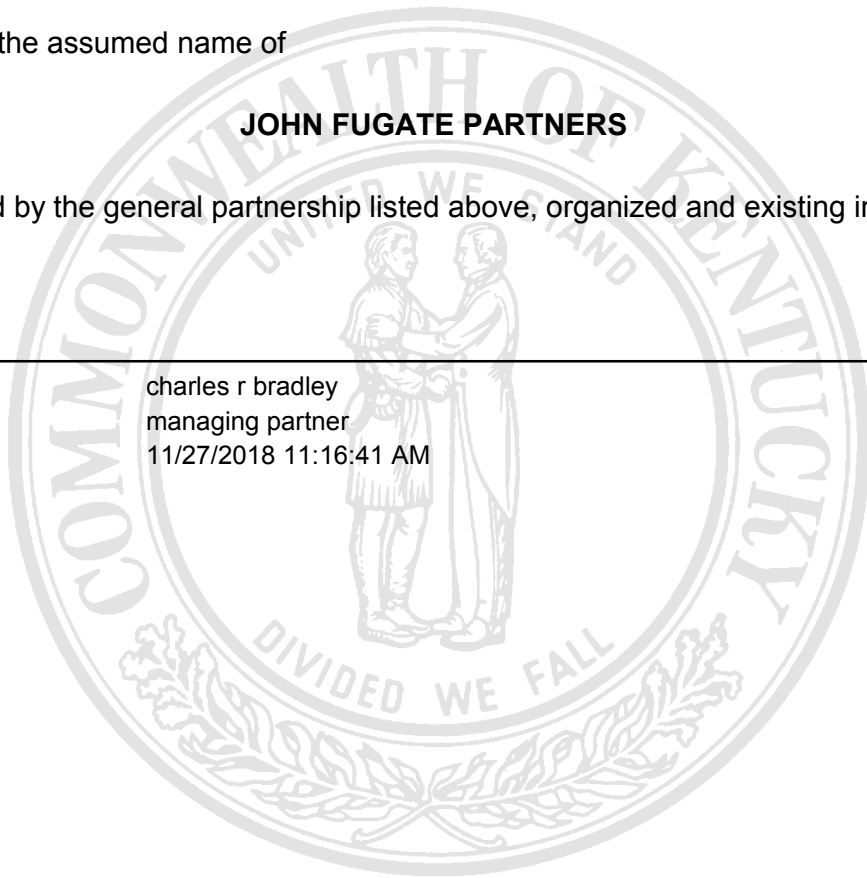 the assumed name of
JOHN FUGATE PARTNERS
by the general partnership listed above, organized and existing
charles r bradley
managing partner
11/27/2018 11:16:41 AM
COMMONWEALTH OF KENTUCKY
UNITED WE STAND
DIVIDED WE FALL